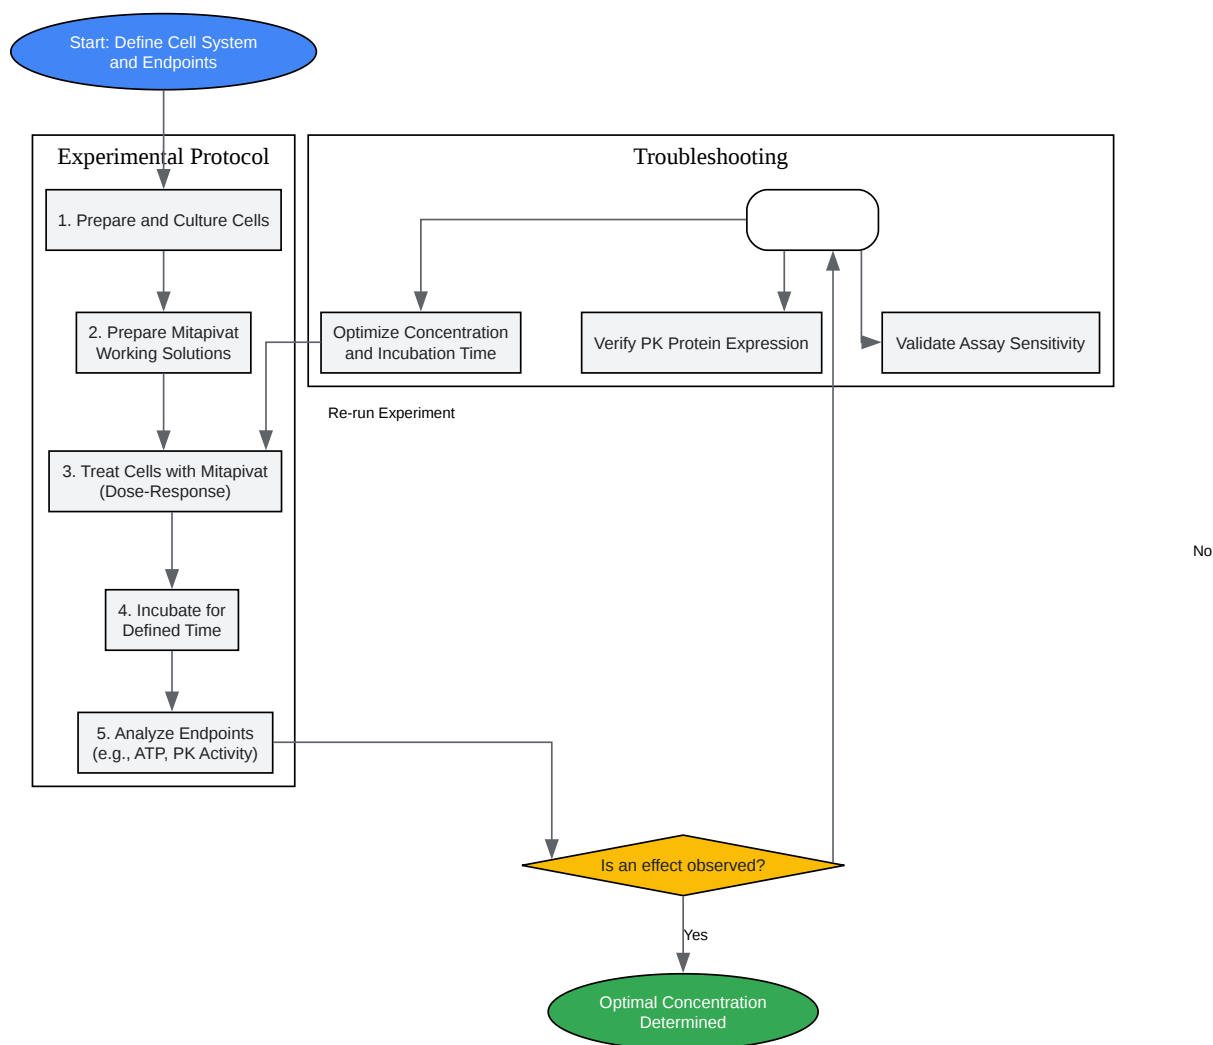 Start: Define Cell System
and Endpoints
Experimental Protocol
1. Prepare and Culture Cells
2. Prepare Mitapivat
Working Solutions
3. Treat Cells with Mitapivat
(Dose-Response)
4. Incubate for
Defined Time
5. Analyze Endpoints
(e.g., ATP, PK Activity)
Troubleshooting
Optimize Concentration
and Incubation Time
Verify PK Protein Expression
Validate Assay Sensitivity
Re-run Experiment
No
Is an effect observed?
Yes
Optimal Concentration
Determined